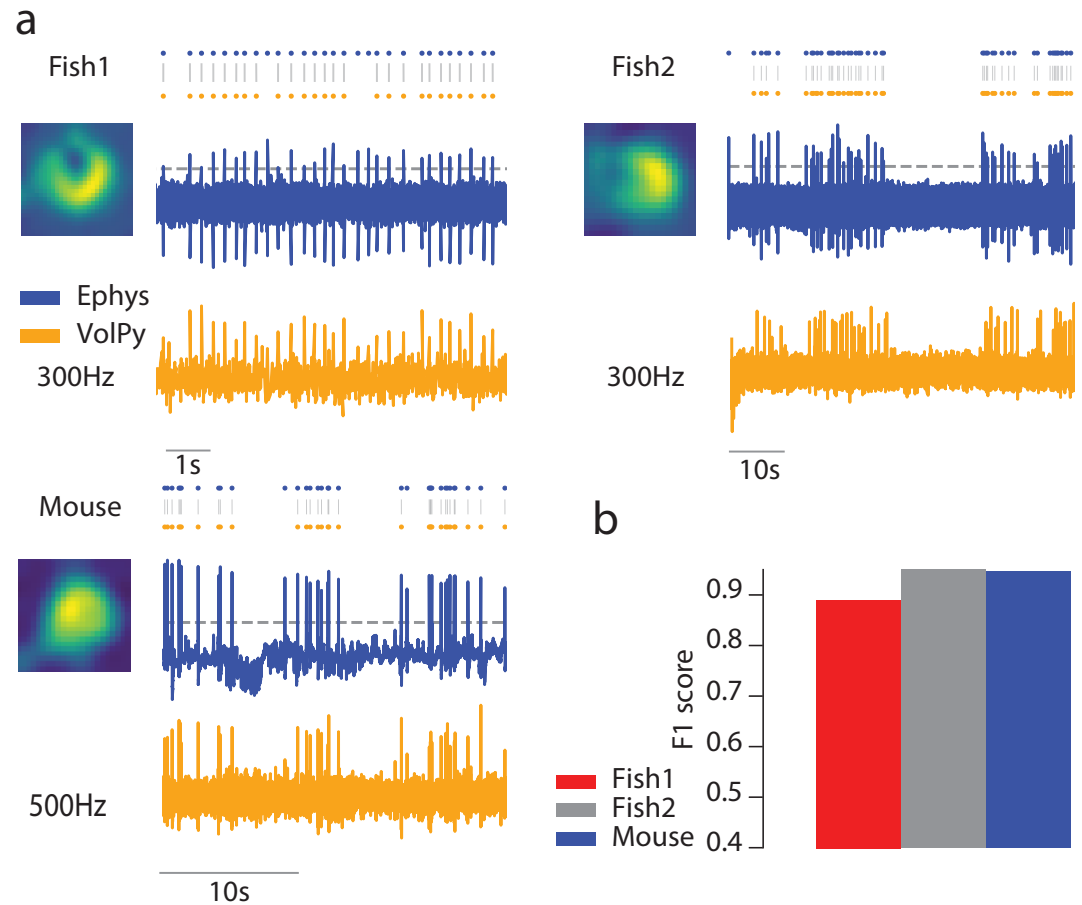 a
Fish1
Fish2
Ephys
VolPy
300Hz
300Hz
1s
10s
Mouse
500Hz
10s
b
0.9
0.8
0.7
0.6
0.5
0.4
F1 score
Fish1
Fish2
Mouse